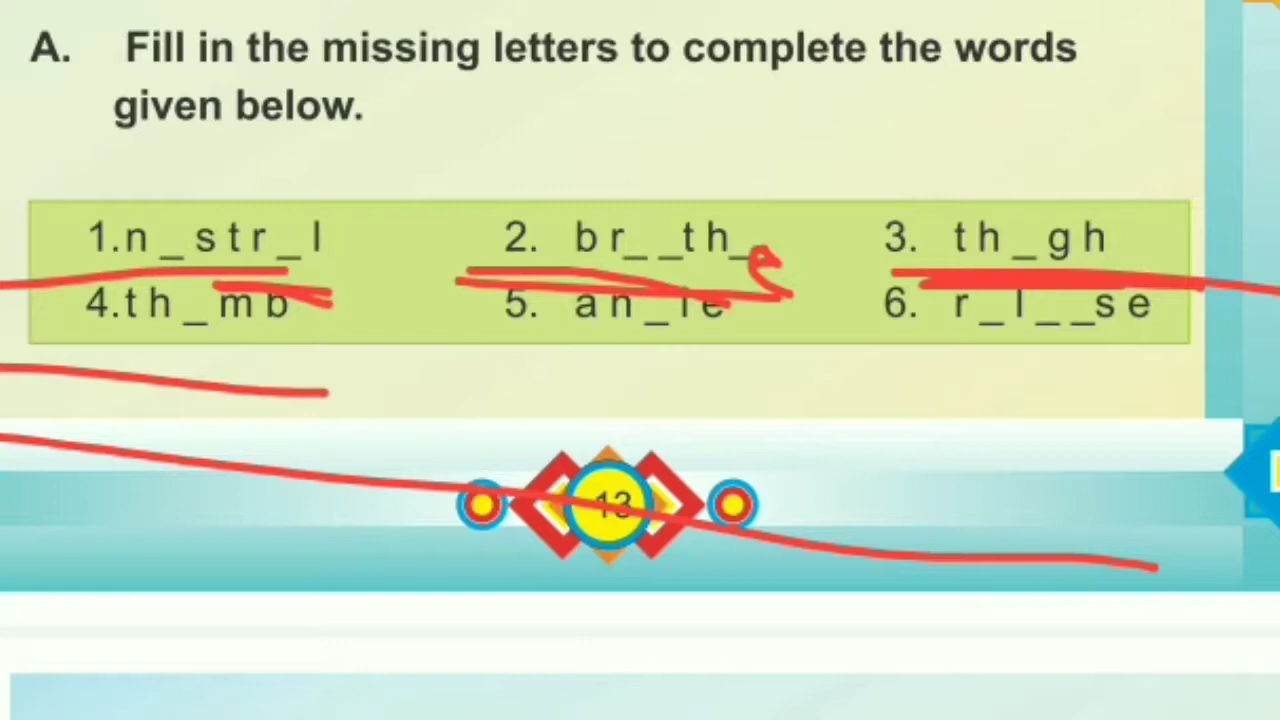 A. Fill in the missing letters to complete the words
given below.
1.n _ s t r _ l 2. b r _ _ t h _ 3. t h _ g h
4.t h _ m b 5. a n _ l e 6. r _ l _ _ s e
13